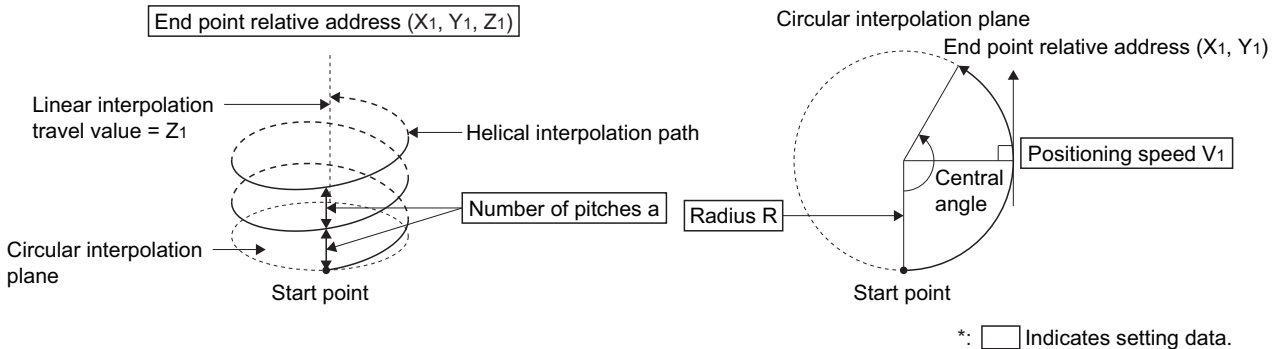 End point relative address (X1, Y1, Z1)
Linear interpolation
travel value = Z1
Helical interpolation path
Number of pitches a
Circular interpolation
plane
Start point
Circular interpolation plane
End point relative address (X1, Y1)
Positioning speed V1
Central
angle
Radius R
Start point
*: Indicates setting data.